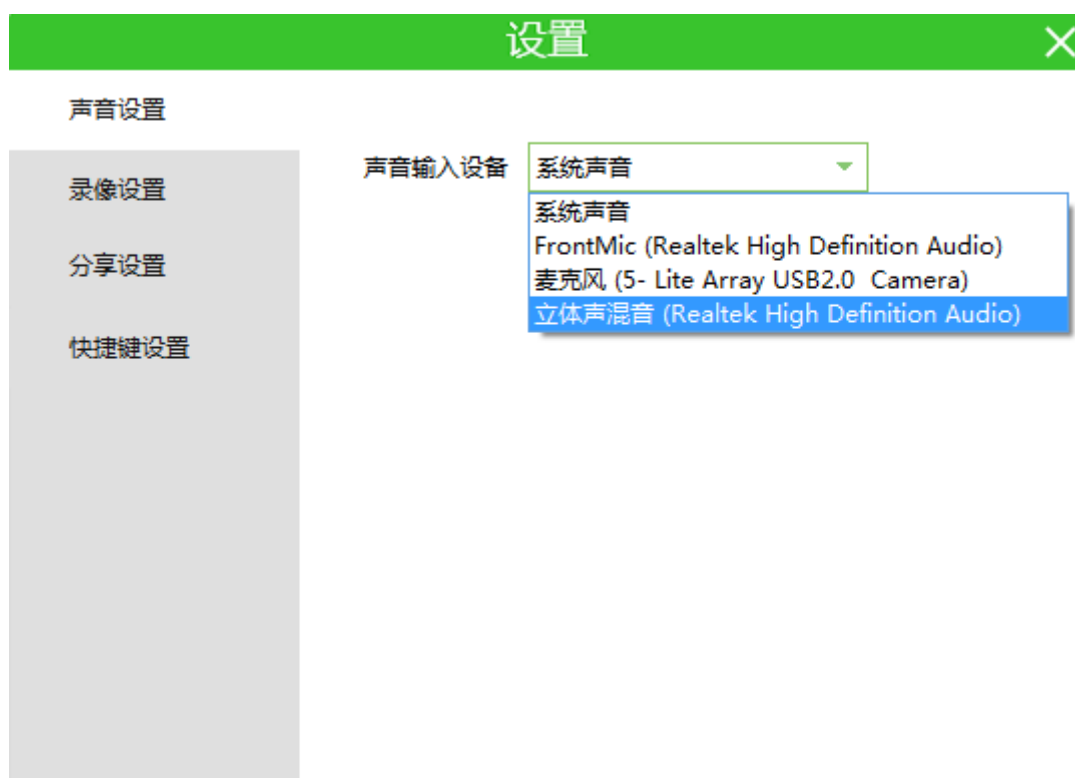 设置
声音设置
声音输入设备 系统声音
录像设置
系统声音
FrontMic (Realtek High Definition Audio)
分享设置
麦克风 (5- Lite Array USB2.0  Camera)
立体声混音 (Realtek High Definition Audio)
快捷键设置